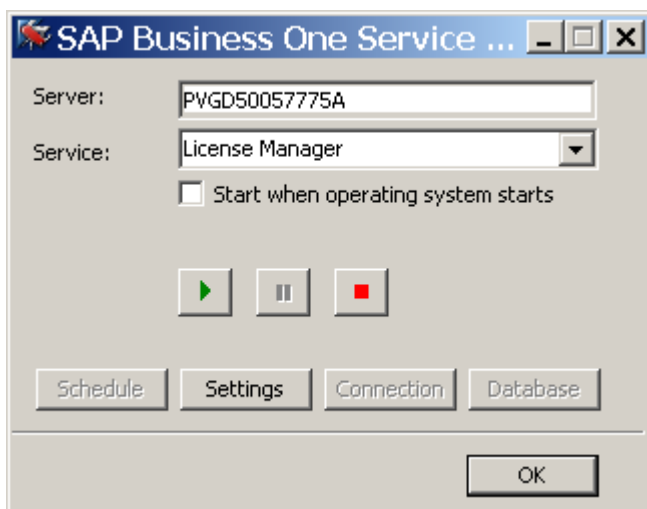 SAP Business One Service ...
Server: PVGD50057775A
Service: License Manager
Start when operating system starts
Schedule Settings Connection Database
OK